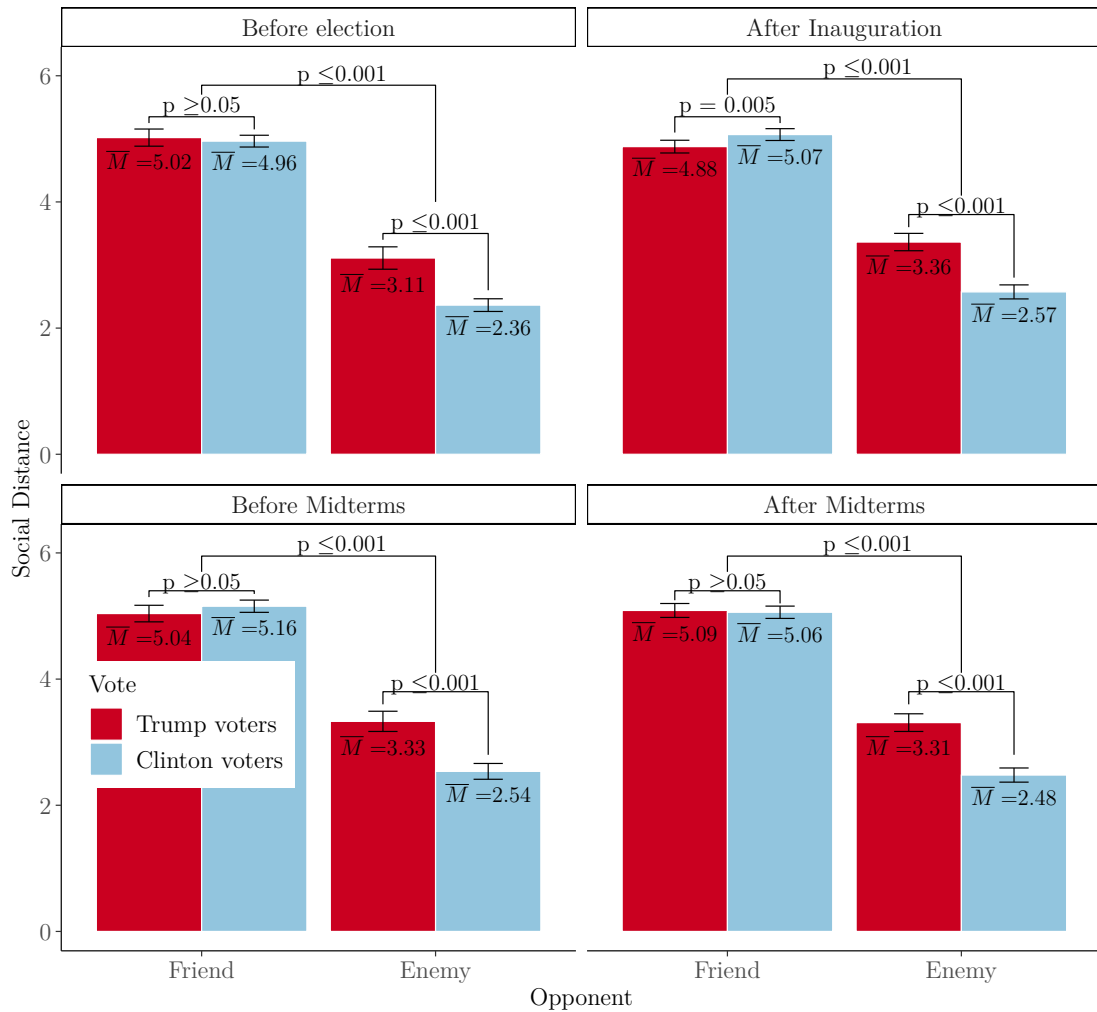 Before election
After Inauguration
p ≤0.001
p ≤0.001
p ≥0.05
p = 0.005
M̅ =5.02
M̅ =4.96
M̅ =4.88
M̅ =5.07
p ≤0.001
p ≤0.001
M̅ =3.11
M̅ =2.36
M̅ =3.36
M̅ =2.57
6
4
2
0
Social Distance
Before Midterms
After Midterms
p ≤0.001
p ≤0.001
p ≥0.05
p ≥0.05
M̅ =5.04
M̅ =5.16
M̅ =5.09
M̅ =5.06
p ≤0.001
p ≤0.001
M̅ =3.33
M̅ =2.54
M̅ =3.31
M̅ =2.48
Vote
Trump voters
Clinton voters
6
4
2
0
Friend
Enemy
Friend
Enemy
Opponent